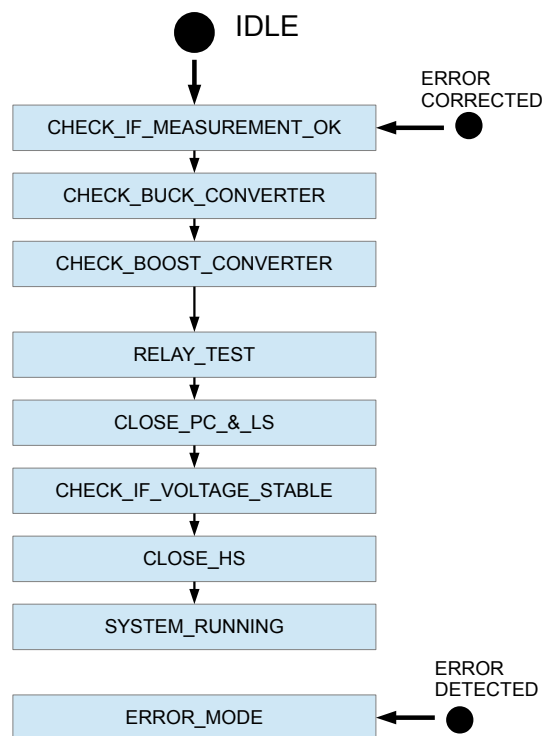 IDLE
ERROR
CORRECTED
CHECK_IF_MEASUREMENT_OK
CHECK_BUCK_CONVERTER
CHECK_BOOST_CONVERTER
RELAY_TEST
CLOSE_PC_&_LS
CHECK_IF_VOLTAGE_STABLE
CLOSE_HS
SYSTEM_RUNNING
ERROR
DETECTED
ERROR_MODE